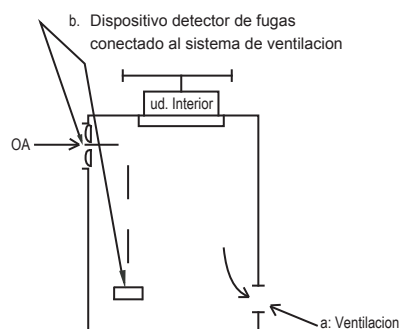 b. Dispositivo detector de fugas
conectado al sistema de ventilacion
ud. Interior
OA
a: Ventilacion